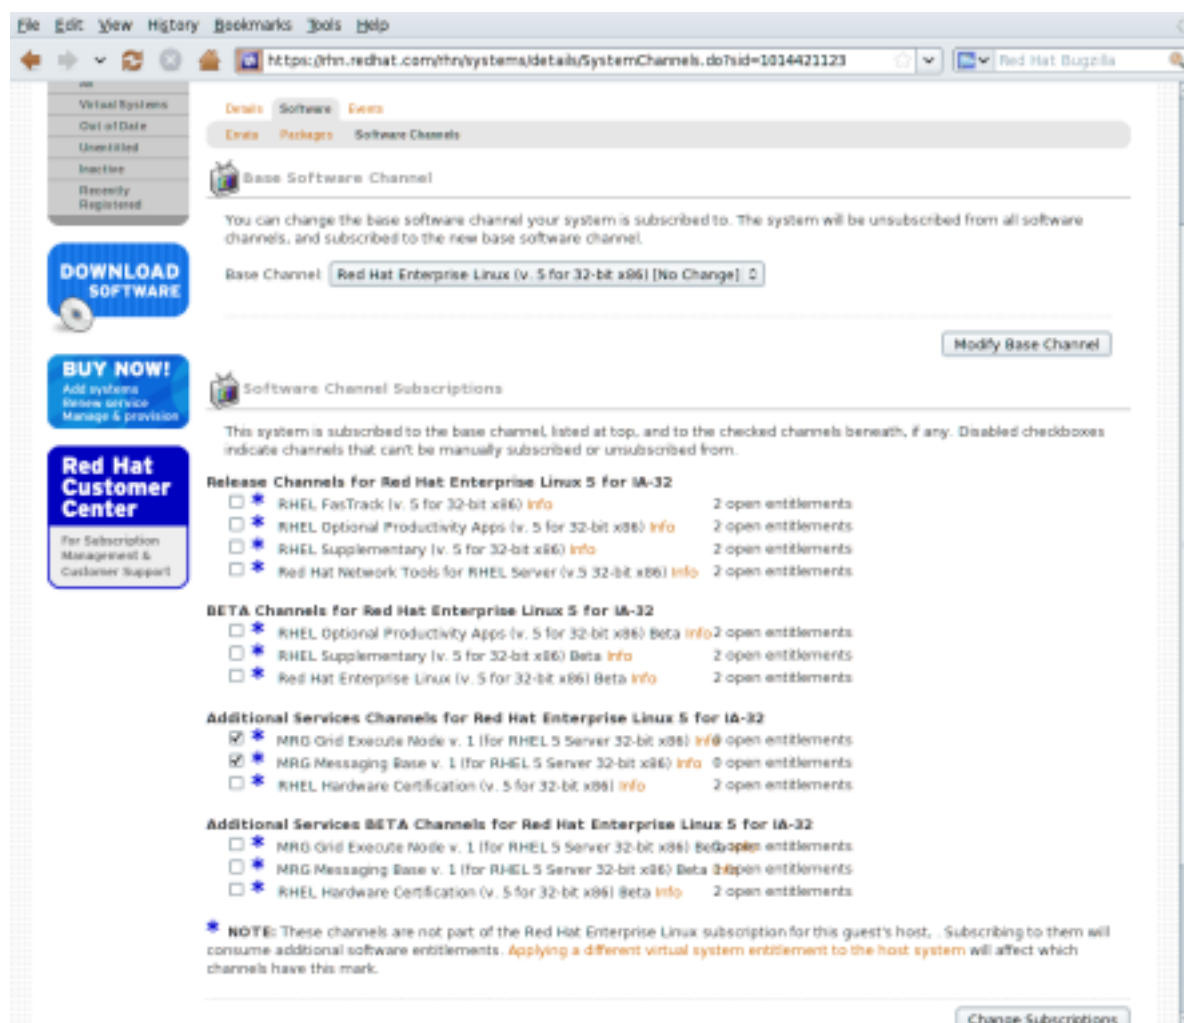 File Edit View History Bookmarks Tools Help
https://rhn.redhat.com/rhn/systems/details/SystemChannels.do?sid=1014421123
Red Hat Bugzilla
All
Virtual Systems
Out of Date
Unentitled
Inactive
Recently
Registered
DOWNLOAD
SOFTWARE
BUY NOW!
Add systems
Renew service
Manage & provision
Red Hat
Customer
Center
For Subscription
Management &
Customer Support
Details Software Events
Errata Packages Software Channels
Base Software Channel
You can change the base software channel your system is subscribed to. The system will be unsubscribed from all software
channels, and subscribed to the new base software channel.
Base Channel: Red Hat Enterprise Linux (v. 5 for 32-bit x86) [No Change]
Modify Base Channel
Software Channel Subscriptions
This system is subscribed to the base channel, listed at top, and to the checked channels beneath, if any. Disabled checkboxes
indicate channels that can't be manually subscribed or unsubscribed from.
Release Channels for Red Hat Enterprise Linux 5 for IA-32
* RHEL FasTrack (v. 5 for 32-bit x86) Info 2 open entitlements
* RHEL Optional Productivity Apps (v. 5 for 32-bit x86) Info 2 open entitlements
* RHEL Supplementary (v. 5 for 32-bit x86) Info 2 open entitlements
* Red Hat Network Tools for RHEL Server (v.5 32-bit x86) Info 2 open entitlements
BETA Channels for Red Hat Enterprise Linux 5 for IA-32
* RHEL Optional Productivity Apps (v. 5 for 32-bit x86) Beta Info 2 open entitlements
* RHEL Supplementary (v. 5 for 32-bit x86) Beta Info 2 open entitlements
* Red Hat Enterprise Linux (v. 5 for 32-bit x86) Beta Info 2 open entitlements
Additional Services Channels for Red Hat Enterprise Linux 5 for IA-32
* MRG Grid Execute Node v. 1 (for RHEL 5 Server 32-bit x86) Info open entitlements
* MRG Messaging Base v. 1 (for RHEL 5 Server 32-bit x86) Info 0 open entitlements
* RHEL Hardware Certification (v. 5 for 32-bit x86) Info 2 open entitlements
Additional Services BETA Channels for Red Hat Enterprise Linux 5 for IA-32
* MRG Grid Execute Node v. 1 (for RHEL 5 Server 32-bit x86) Beta open entitlements
* MRG Messaging Base v. 1 (for RHEL 5 Server 32-bit x86) Beta open entitlements
* RHEL Hardware Certification (v. 5 for 32-bit x86) Beta Info 2 open entitlements
* NOTE: These channels are not part of the Red Hat Enterprise Linux subscription for this guest's host, . Subscribing to them will
consume additional software entitlements. Applying a different virtual system entitlement to the host system will affect which
channels have this mark.
Change Subscriptions